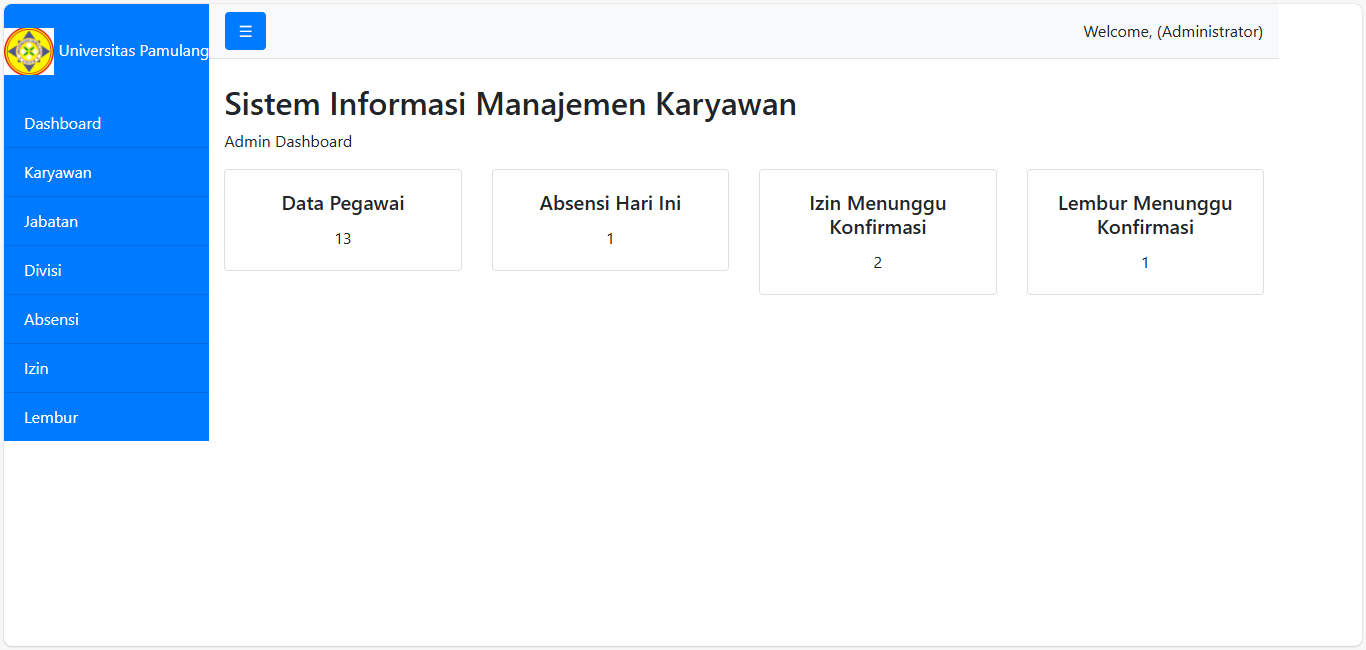 Universitas Pamulang
Dashboard
Karyawan
Jabatan
Divisi
Absensi
Izin
Lembur
☰
Welcome, (Administrator)
Sistem Informasi Manajemen Karyawan
Admin Dashboard
Data Pegawai
13
Absensi Hari Ini
1
Izin Menunggu
Konfirmasi
2
Lembur Menunggu
Konfirmasi
1